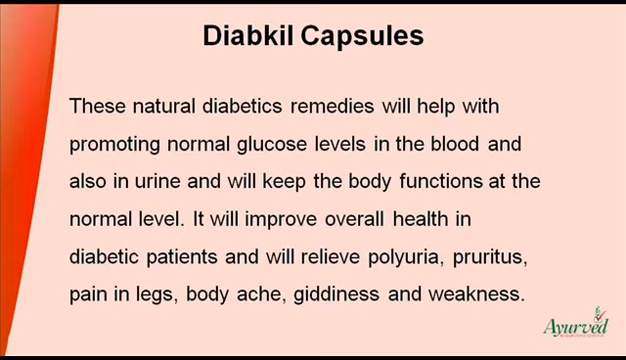 Diabkil Capsules
These natural diabetics remedies will help with
promoting normal glucose levels in the blood and
also in urine and will keep the body functions at the
normal level. It will improve overall health in
diabetic patients and will relieve polyuria, pruritus,
pain in legs, body ache, giddiness and weakness.
Ayurved